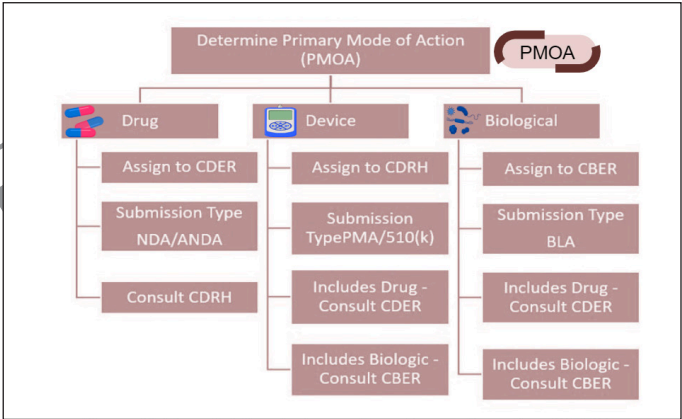 Determine Primary Mode of Action
(PMOA)
PMOA
Drug
Device
Biological
Assign to CDER
Submission Type
NDA/ANDA
Consult CDRH
Assign to CDRH
Submission
TypePMA/510(k)
Includes Drug -
Consult CDER
Includes Biologic -
Consult CBER
Assign to CBER
Submission Type
BLA
Includes Drug -
Consult CDER
Includes Biologic -
Consult CBER